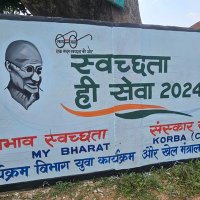 एक कदम स्वच्छता की ओर
स्वच्छता
ही सेवा 2024
भाव स्वच्छता
संस्कार
MY BHARAT
KORBA (C
र्यक्रम विभाग युवा कार्यक्रम और खेल मंत्राल